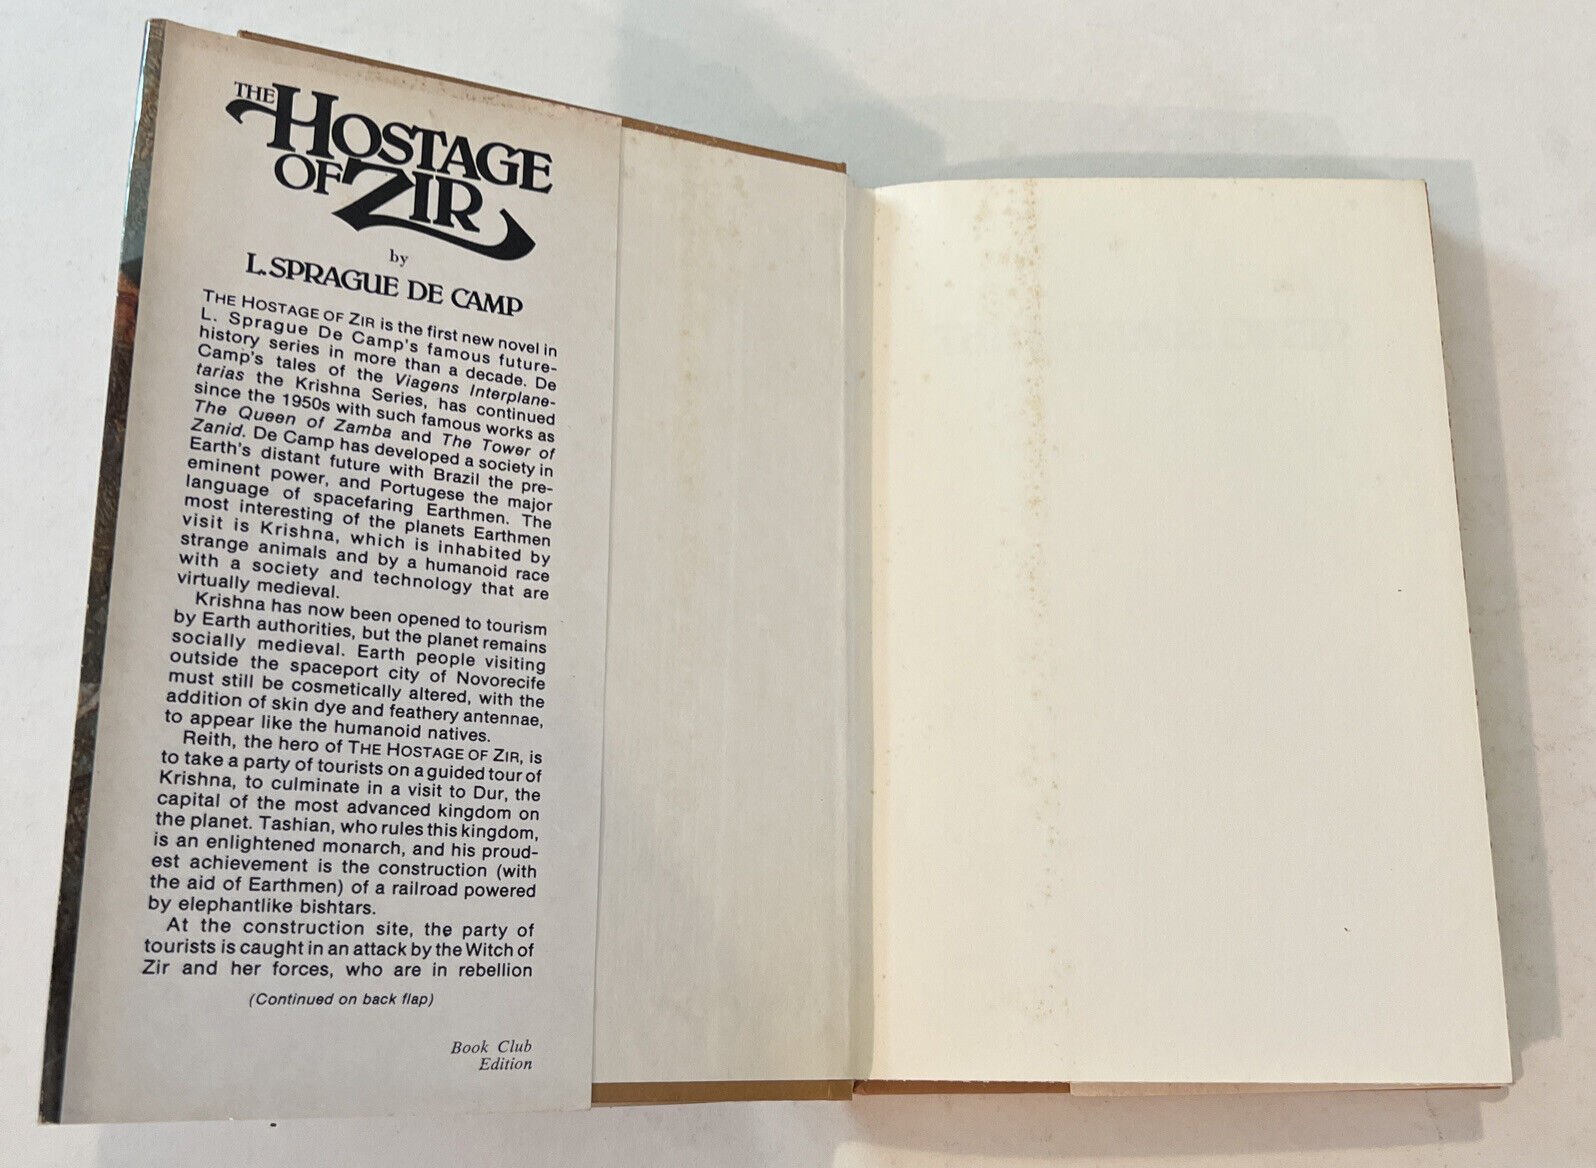 THE HOSTAGE
OF ZIR
by
L. SPRAGUE DE CAMP
THE HOSTAGE OF ZIR is the first new novel in
L. Sprague De Camp's famous future-
history series in more than a decade. De
Camp's tales of the Viagens Interplane-
tarias the Krishna Series, has continued
since the 1950s with such famous works as
The Queen of Zamba and The Tower of
Zanid. De Camp has developed a society in
Earth's distant future with Brazil the pre-
eminent power, and Portugese the major
language of spacefaring Earthmen. The
most interesting of the planets Earthmen
visit is Krishna, which is inhabited by
strange animals and by a humanoid race
with a society and technology that are
virtually medieval.
Krishna has now been opened to tourism
by Earth authorities, but the planet remains
socially medieval. Earth people visiting
outside the spaceport city of Novorecife
must still be cosmetically altered, with the
addition of skin dye and feathery antennae,
to appear like the humanoid natives.
Reith, the hero of THE HOSTAGE OF ZIR, is
to take a party of tourists on a guided tour of
Krishna, to culminate in a visit to Dur, the
capital of the most advanced kingdom on
the planet. Tashian, who rules this kingdom,
is an enlightened monarch, and his proud-
est achievement is the construction (with
the aid of Earthmen) of a railroad powered
by elephantlike bishtars.
At the construction site, the party of
tourists is caught in an attack by the Witch of
Zir and her forces, who are in rebellion
(Continued on back flap)
Book Club
Edition